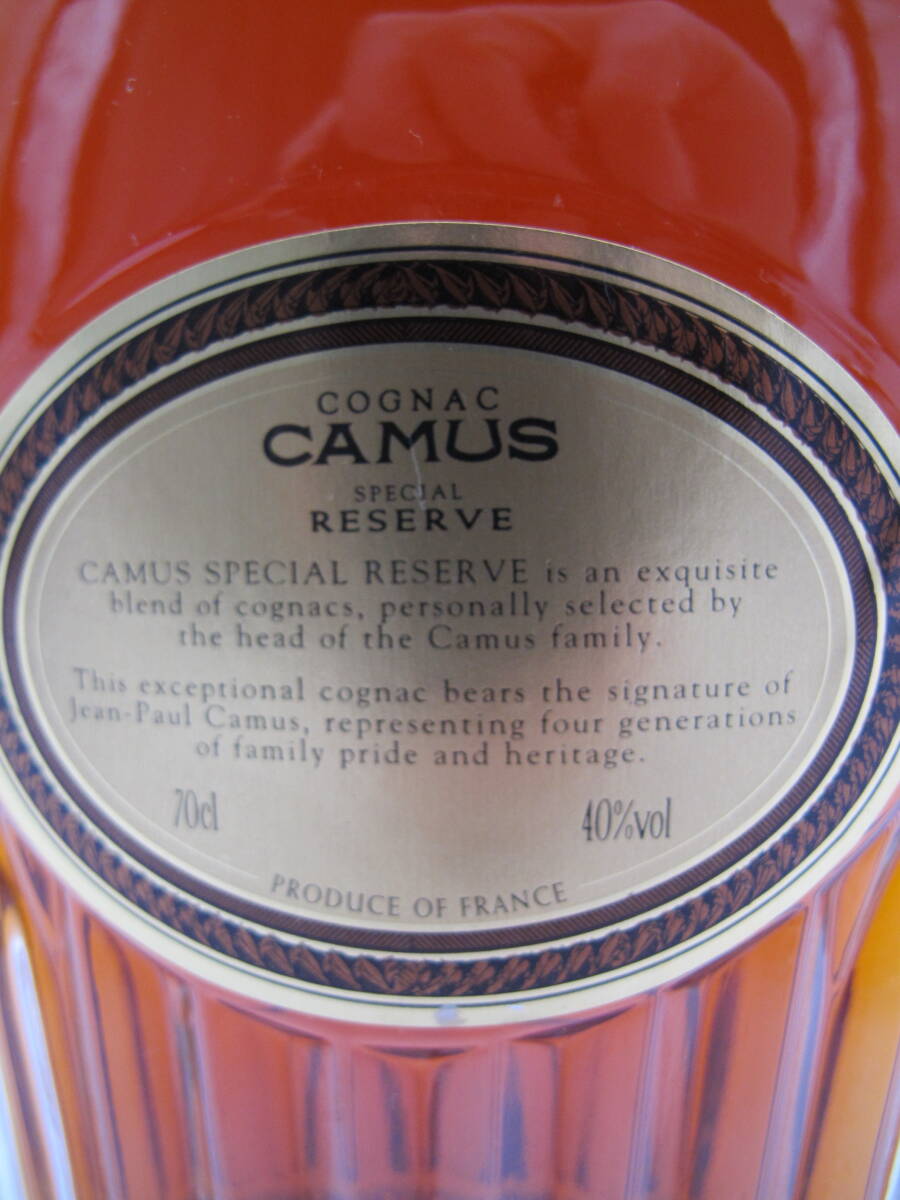 COGNAC
CAMUS
SPECIAL
RESERVE
CAMUS SPECIAL RESERVE is an exquisite
blend of cognacs, personally selected by
the head of the Camus family.
This exceptional cognac bears the signature of
Jean-Paul Camus, representing four generations
of family pride and heritage.
70cl 40%vol
PRODUCE OF FRANCE